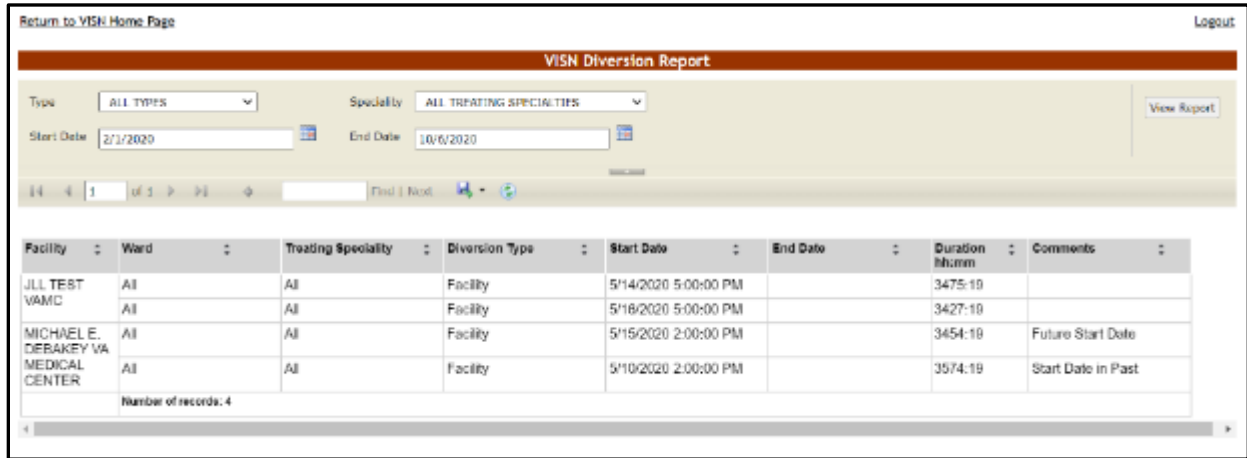 Return to VISN Home Page Logout
VISN Diversion Report
Type ALL TYPES Speciality ALL TREATING SPECIALTIES View Report
Start Date 2/1/2020 End Date 10/6/2020
1 of 1 Find | Next
Facility Ward Treating Speciality Diversion Type Start Date End Date Duration hh:mm Comments
JLL TEST VAMC All All Facility 5/14/2020 5:00:00 PM 3475:19
All All Facility 5/16/2020 5:00:00 PM 3427:19
MICHAEL E. DEBAKEY VA MEDICAL CENTER All All Facility 5/15/2020 2:00:00 PM 3454:19 Future Start Date
All All Facility 5/10/2020 2:00:00 PM 3574:19 Start Date in Past
Number of records: 4